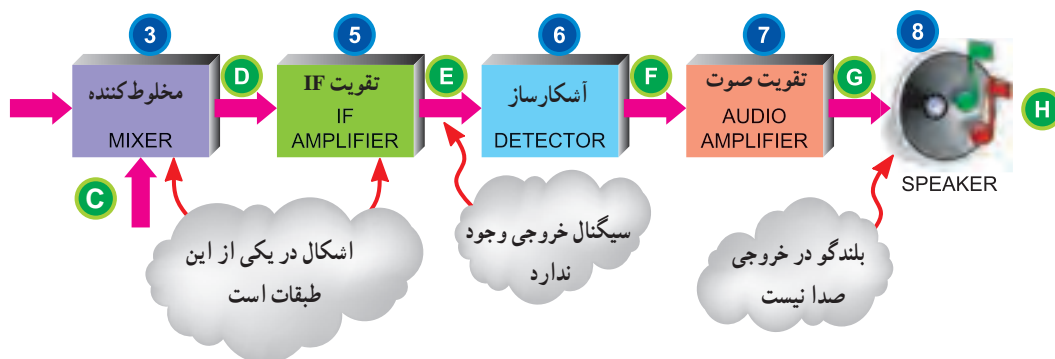 3
5
6
7
8
D
E
F
G
H
مخلوط‌کننده
MIXER
تقویت IF
IF
AMPLIFIER
آشکارساز
DETECTOR
تقویت صوت
AUDIO
AMPLIFIER
SPEAKER
C
اشکال در یکی از این
طبقات است
سیگنال خروجی وجود
ندارد
بلندگو در خروجی
صدا نیست